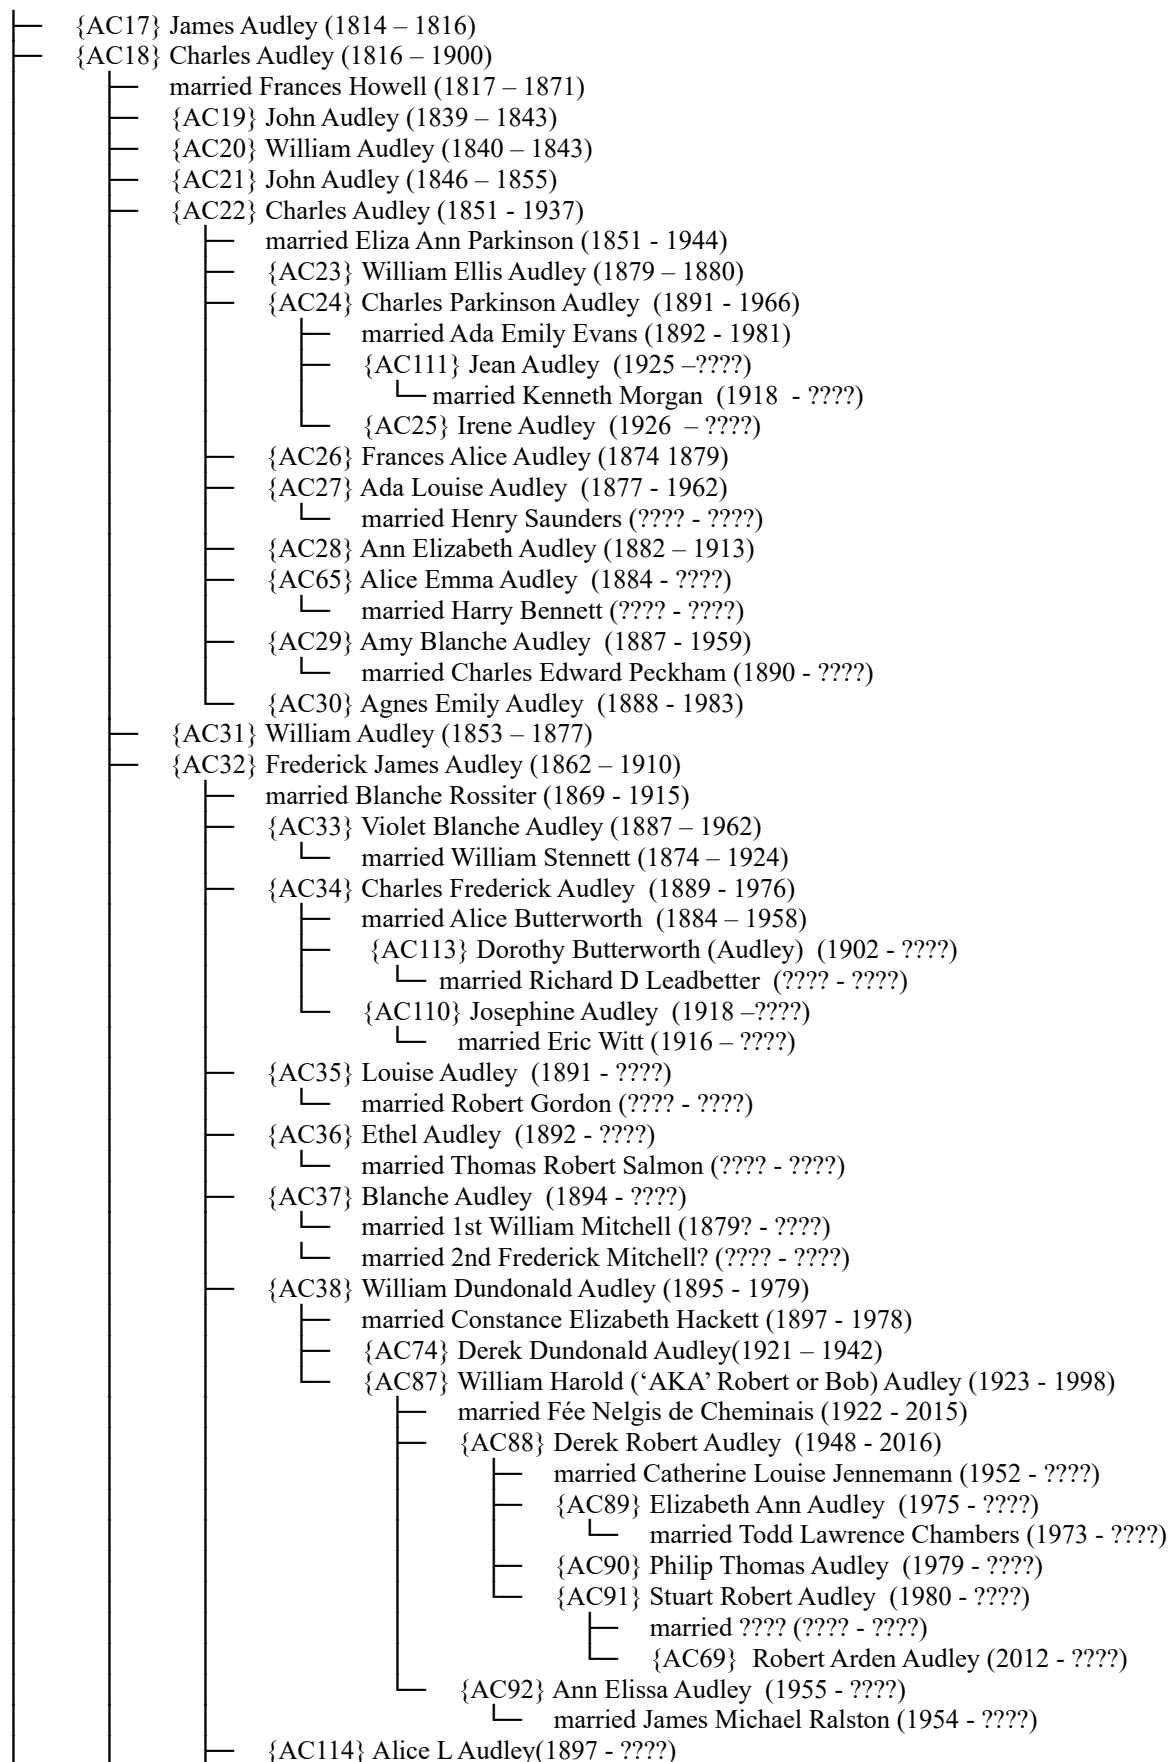 {AC17} James Audley (1814 – 1816)
{AC18} Charles Audley (1816 – 1900)
married Frances Howell (1817 – 1871)
{AC19} John Audley (1839 – 1843)
{AC20} William Audley (1840 – 1843)
{AC21} John Audley (1846 – 1855)
{AC22} Charles Audley (1851 - 1937)
married Eliza Ann Parkinson (1851 - 1944)
{AC23} William Ellis Audley (1879 – 1880)
{AC24} Charles Parkinson Audley (1891 - 1966)
married Ada Emily Evans (1892 - 1981)
{AC111} Jean Audley (1925 –????)
married Kenneth Morgan (1918 - ????)
{AC25} Irene Audley (1926 – ????)
{AC26} Frances Alice Audley (1874 1879)
{AC27} Ada Louise Audley (1877 - 1962)
married Henry Saunders (???? - ????)
{AC28} Ann Elizabeth Audley (1882 – 1913)
{AC65} Alice Emma Audley (1884 - ????)
married Harry Bennett (???? - ????)
{AC29} Amy Blanche Audley (1887 - 1959)
married Charles Edward Peckham (1890 - ????)
{AC30} Agnes Emily Audley (1888 - 1983)
{AC31} William Audley (1853 – 1877)
{AC32} Frederick James Audley (1862 – 1910)
married Blanche Rossiter (1869 - 1915)
{AC33} Violet Blanche Audley (1887 – 1962)
married William Stennett (1874 – 1924)
{AC34} Charles Frederick Audley (1889 - 1976)
married Alice Butterworth (1884 – 1958)
{AC113} Dorothy Butterworth (Audley) (1902 - ????)
married Richard D Leadbetter (???? - ????)
{AC110} Josephine Audley (1918 –????)
married Eric Witt (1916 – ????)
{AC35} Louise Audley (1891 - ????)
married Robert Gordon (???? - ????)
{AC36} Ethel Audley (1892 - ????)
married Thomas Robert Salmon (???? - ????)
{AC37} Blanche Audley (1894 - ????)
married 1st William Mitchell (1879? - ????)
married 2nd Frederick Mitchell? (???? - ????)
{AC38} William Dundonald Audley (1895 - 1979)
married Constance Elizabeth Hackett (1897 - 1978)
{AC74} Derek Dundonald Audley(1921 – 1942)
{AC87} William Harold (‘AKA’ Robert or Bob) Audley (1923 - 1998)
married Fée Nelgis de Cheminais (1922 - 2015)
{AC88} Derek Robert Audley (1948 - 2016)
married Catherine Louise Jennemann (1952 - ????)
{AC89} Elizabeth Ann Audley (1975 - ????)
married Todd Lawrence Chambers (1973 - ????)
{AC90} Philip Thomas Audley (1979 - ????)
{AC91} Stuart Robert Audley (1980 - ????)
married ???? (???? - ????)
{AC69} Robert Arden Audley (2012 - ????)
{AC92} Ann Elissa Audley (1955 - ????)
married James Michael Ralston (1954 - ????)
{AC114} Alice L Audley(1897 - ????)